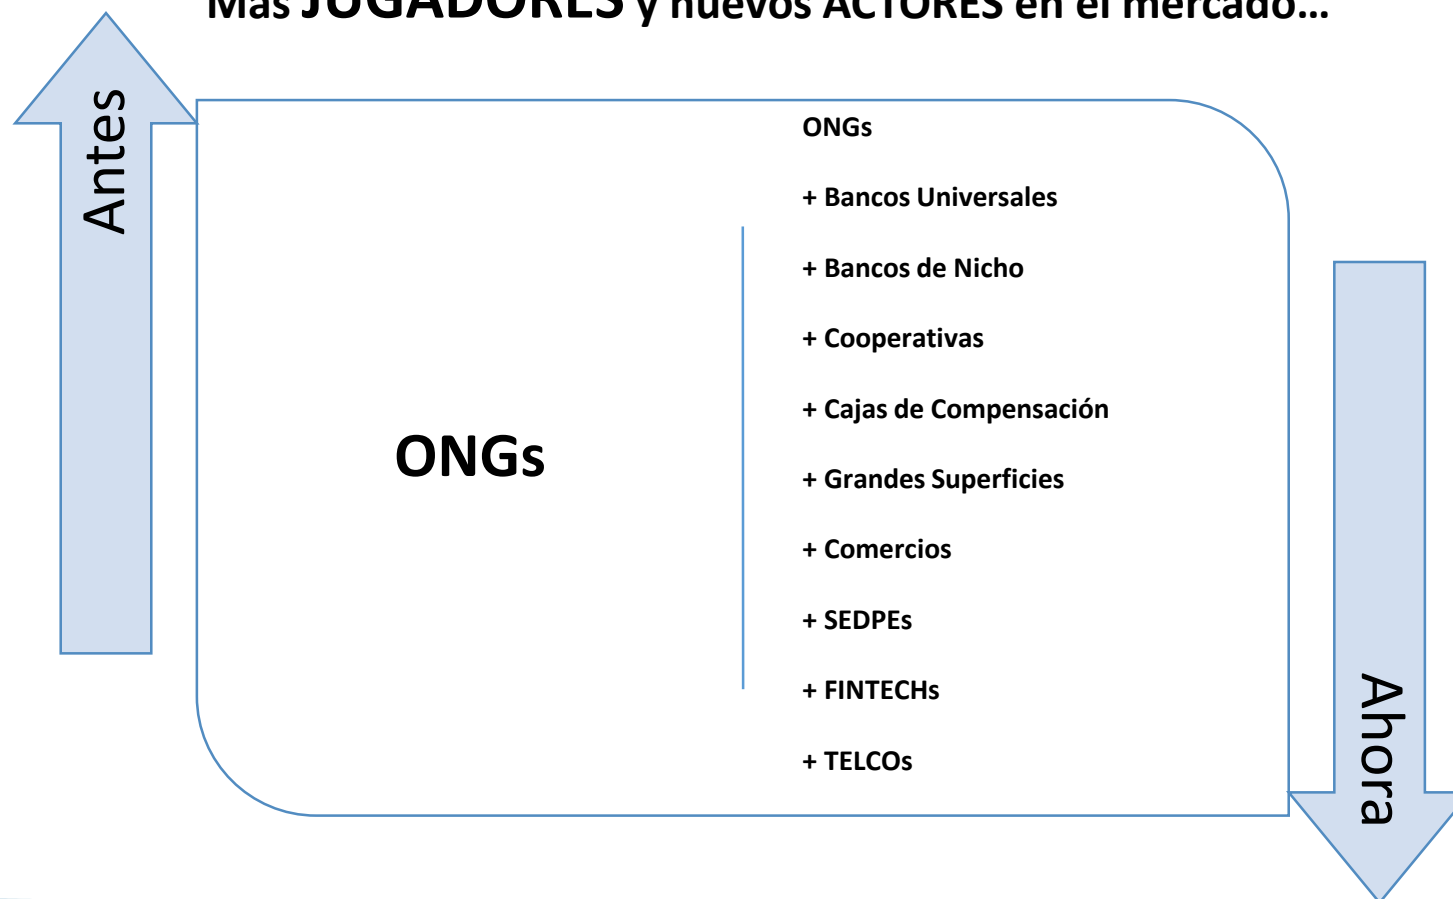 Más JUGADORES y nuevos ACTORES en el mercado...
Antes
ONGs
ONGs
+ Bancos Universales
+ Bancos de Nicho
+ Cooperativas
+ Cajas de Compensación
+ Grandes Superficies
+ Comercios
+ SEDPEs
+ FINTECHs
+ TELCOs
Ahora